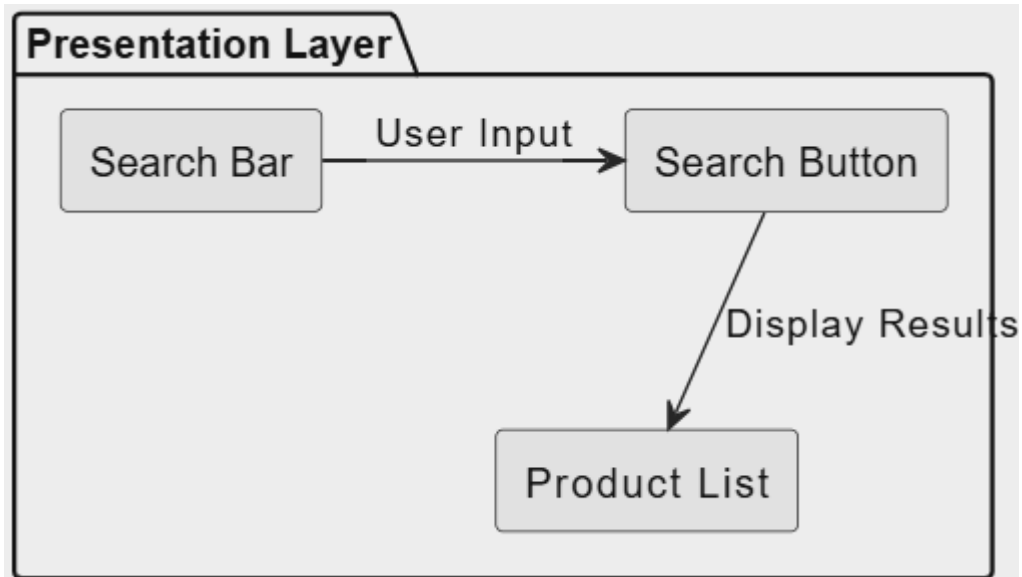 Presentation Layer
User Input
Search Bar
Search Button
Display Results
Product List